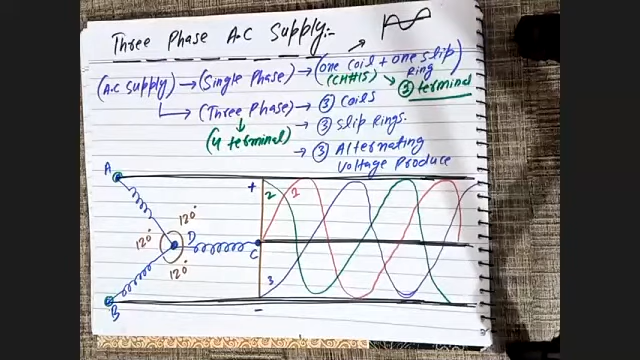 Three Phase A.C Supply:-
(A.C Supply) → (Single Phase) → (one coil + one slip Ring)
(CH#15) → ② terminal
→ (Three Phase) → ③ coils
(4 terminal) → ③ Slip Rings.
→ ③ Alternating Voltage Produce
A
+
2
1
120°
120°
D
120°
C
3
B
-